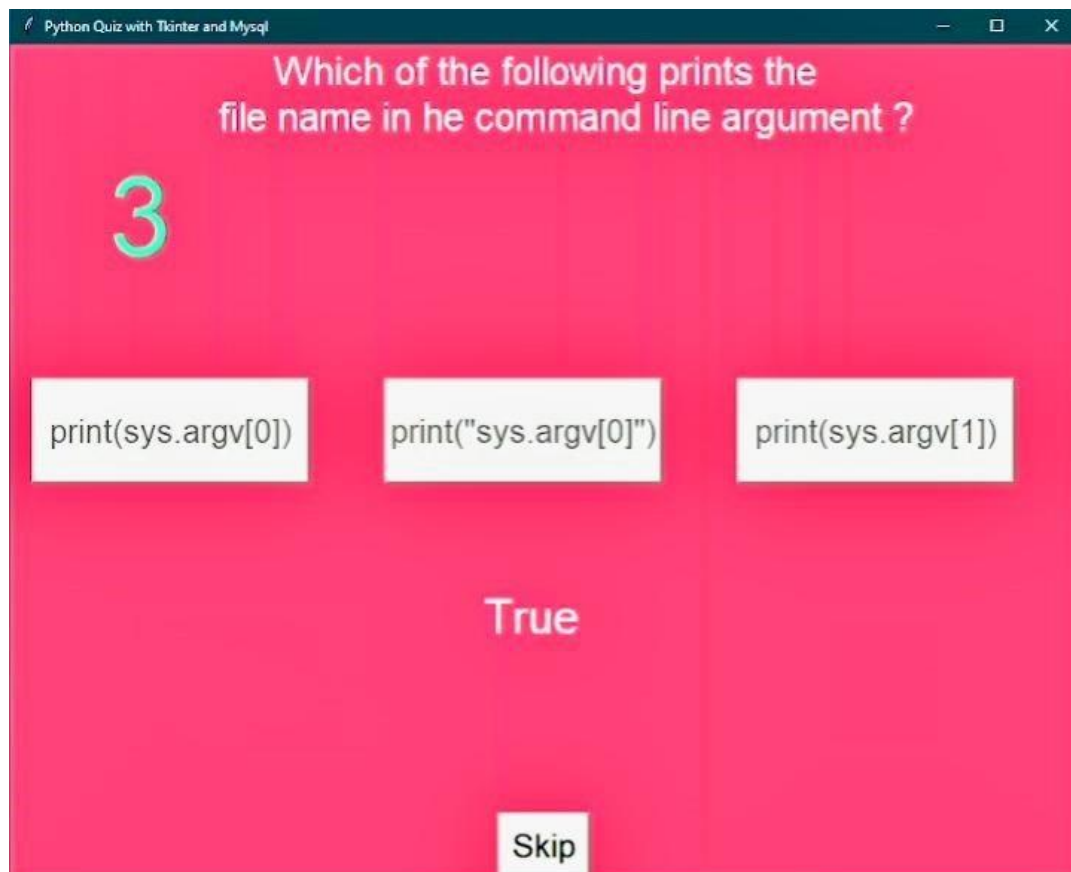 Python Quiz with Tkinter and Mysql
Which of the following prints the
file name in he command line argument ?
3
print(sys.argv[0])
print("sys.argv[0]")
print(sys.argv[1])
True
Skip